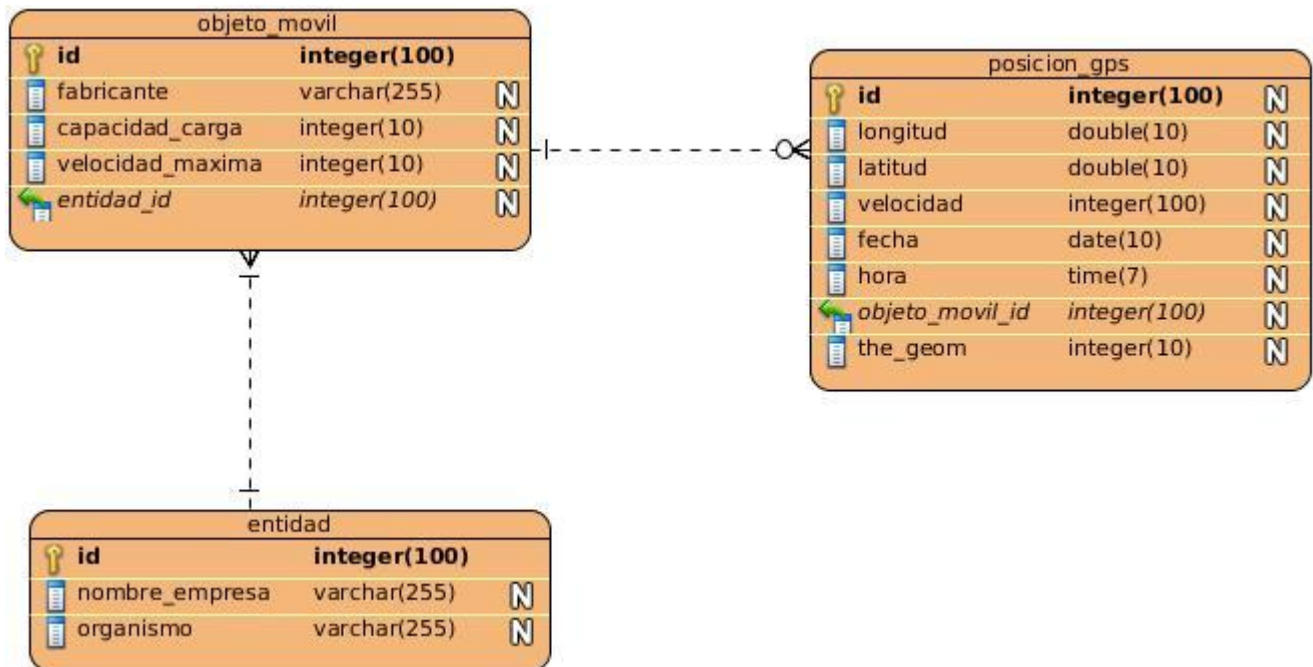 objeto_movil
id integer(100)
fabricante varchar(255) N
capacidad_carga integer(10) N
velocidad_maxima integer(10) N
entidad_id integer(100) N
posicion_gps
id integer(100) N
longitud double(10) N
latitud double(10) N
velocidad integer(100) N
fecha date(10) N
hora time(7) N
objeto_movil_id integer(100) N
the_geom integer(10) N
entidad
id integer(100)
nombre_empresa varchar(255) N
organismo varchar(255) N